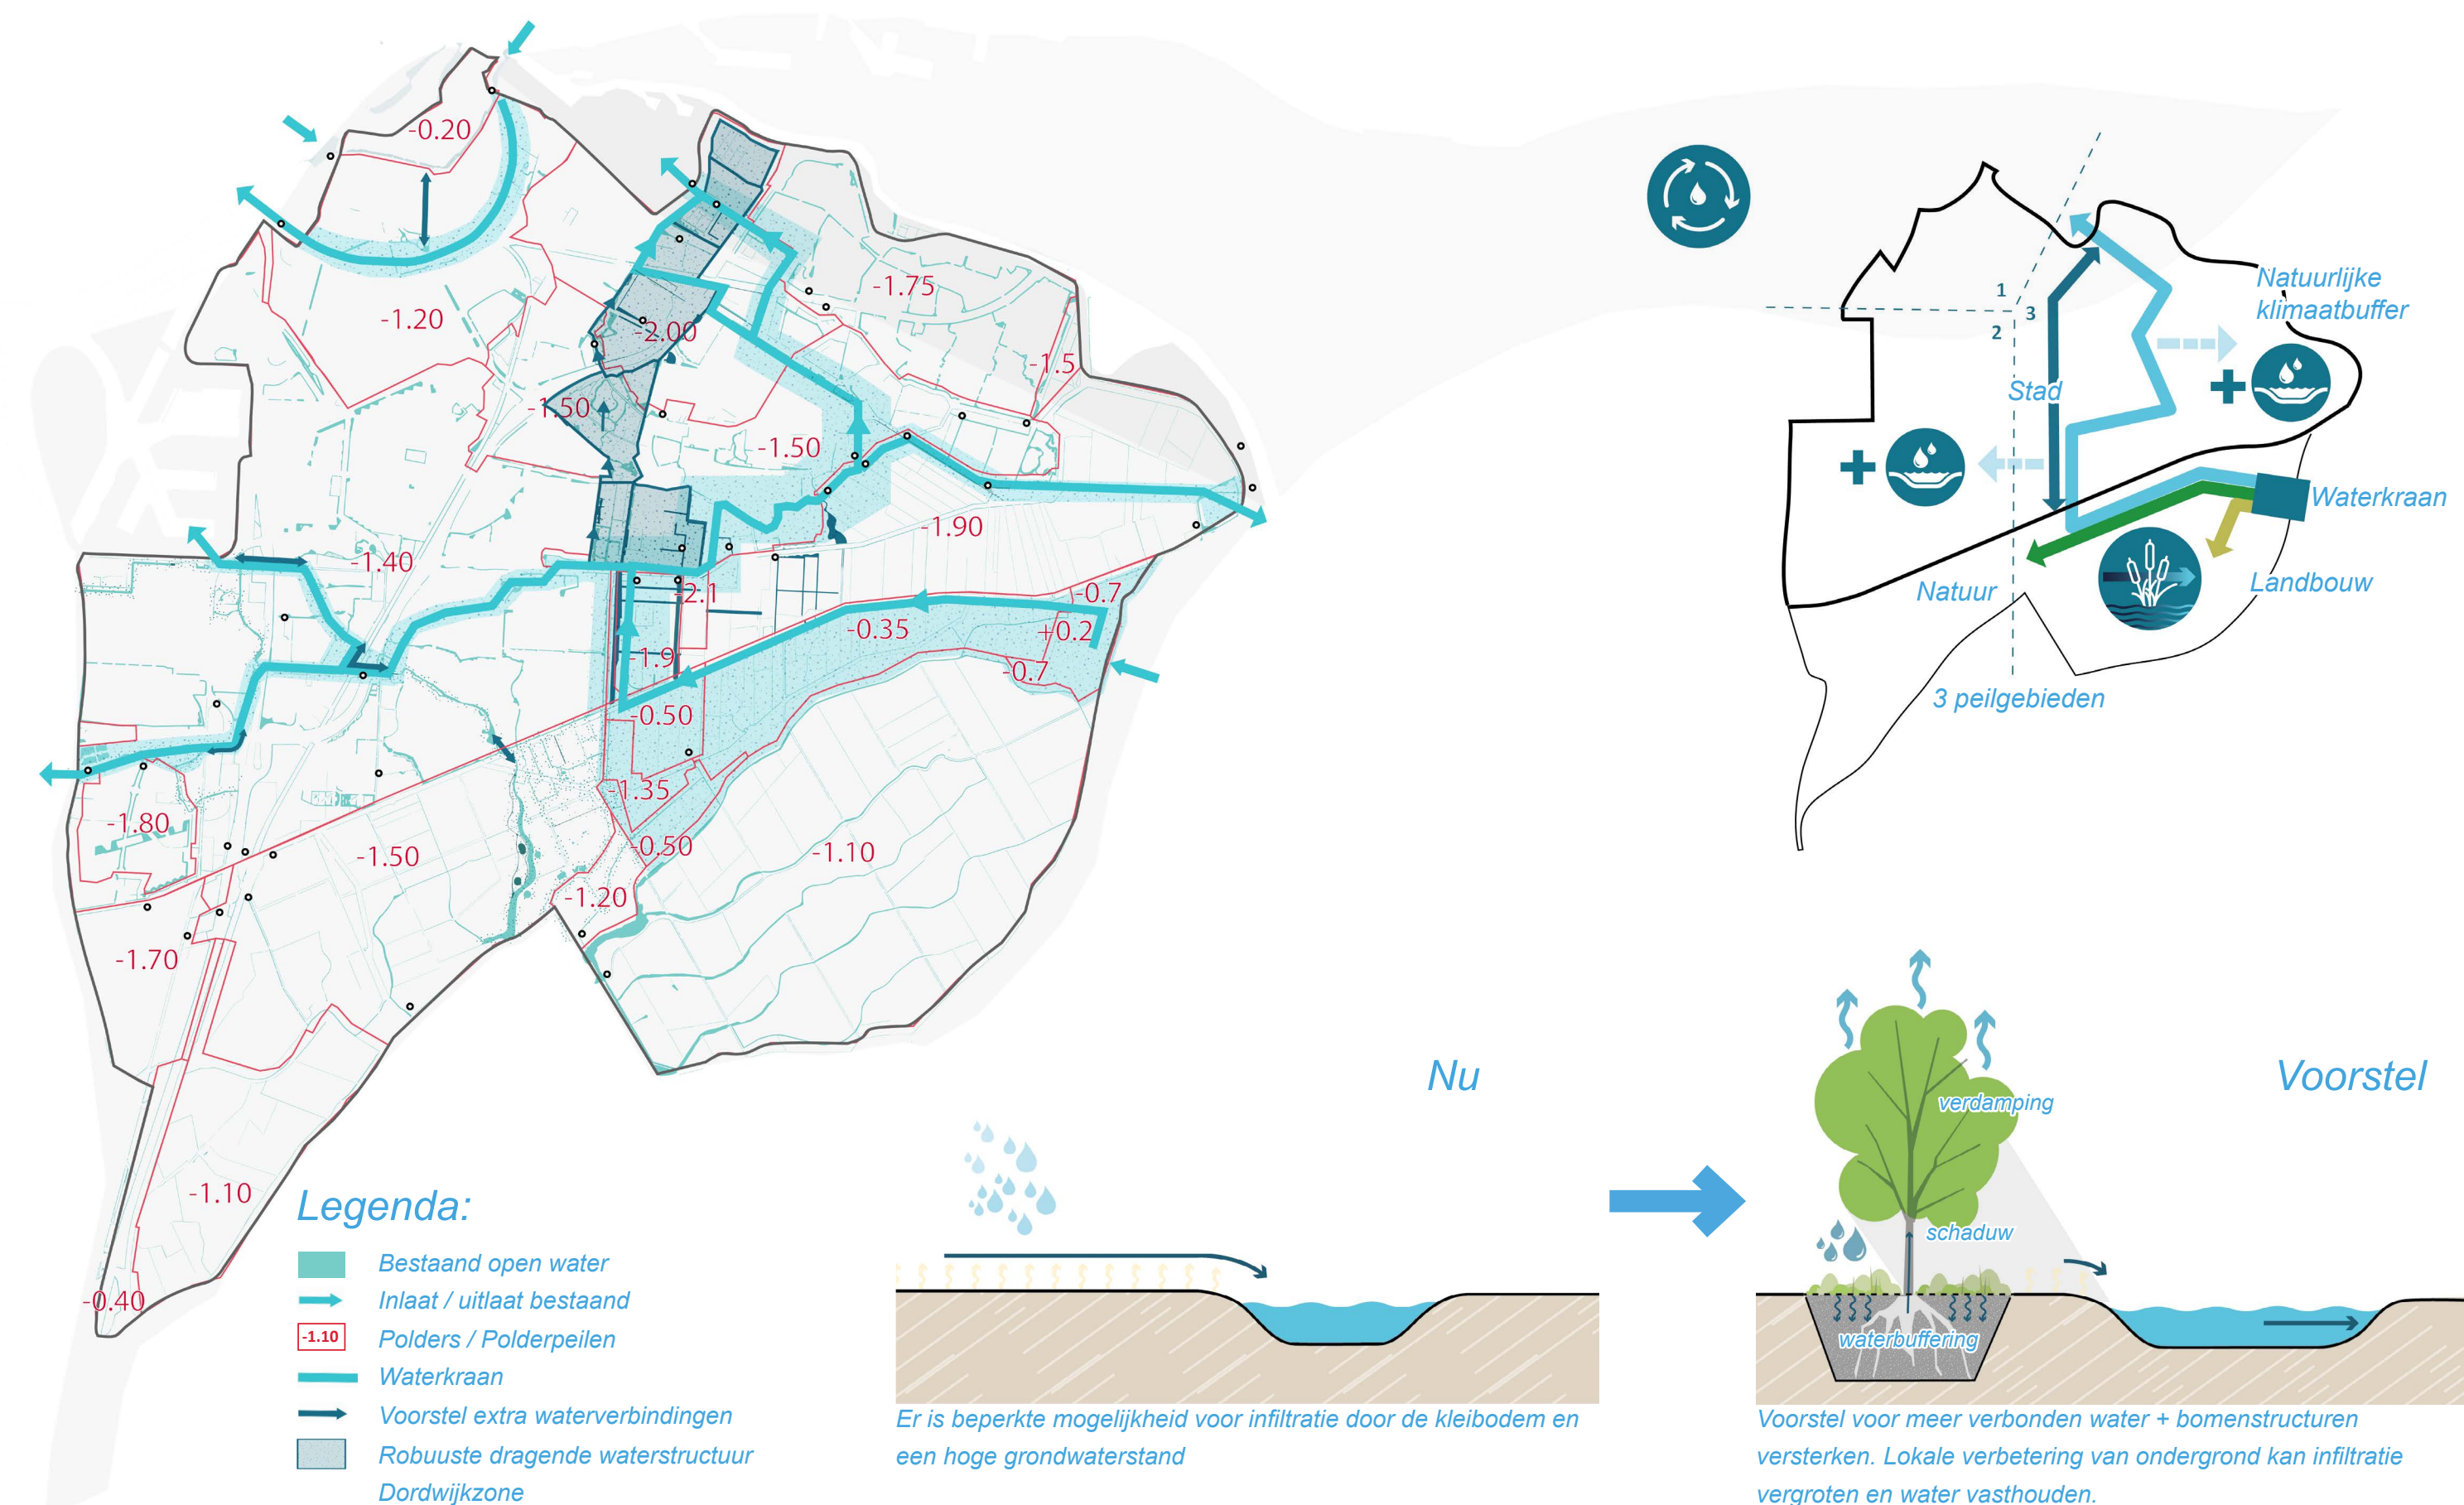 -0.20
-1.20
-1.75
-2.00
-1.5
-1.50
-1.50
-1.90
-1.40
-2.1
-0.7
-0.35
+0.2
-1.9
-0.7
-0.50
-1.35
-1.80
-0.50
-1.50
-1.10
-1.20
-1.70
-1.10
-0.40
Legenda:
Bestaand open water
Inlaat / uitlaat bestaand
-1.10 Polders / Polderpeilen
Waterkraan
Voorstel extra waterverbindingen
Robuuste dragende waterstructuur
Dordwijkzone
Natuurlijke
klimaatbuffer
1
3
2
Stad
Waterkraan
Natuur
Landbouw
3 peilgebieden
Nu
Er is beperkte mogelijkheid voor infiltratie door de kleibodem en
een hoge grondwaterstand
Voorstel
verdamping
schaduw
waterbuffering
Voorstel voor meer verbonden water + bomenstructuren
versterken. Lokale verbetering van ondergrond kan infiltratie
vergroten en water vasthouden.